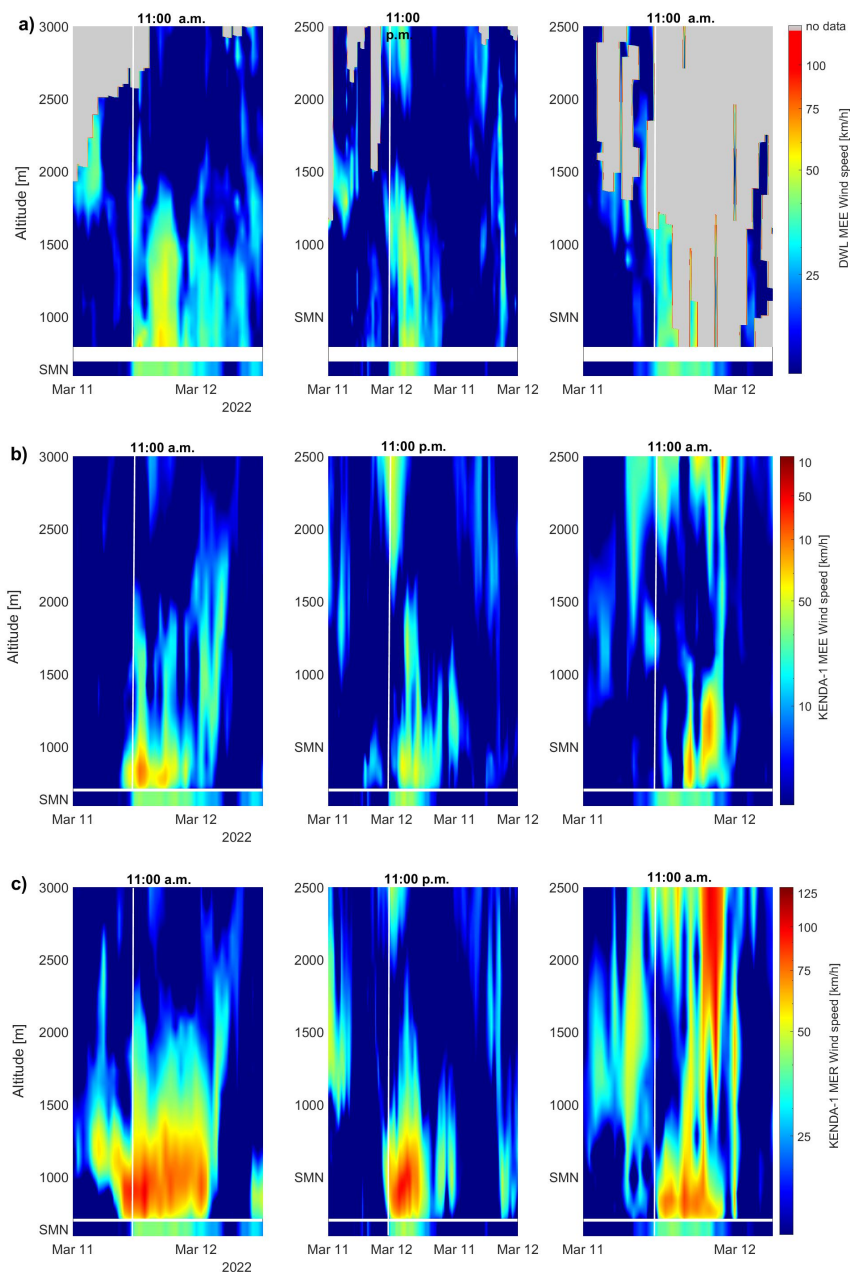 a)
11:00 a.m.
11:00
p.m
11:00 a.m.
3000
2500
2000
1500
1000
SMN
Altitude [m]
2500
2000
1500
1000
SMN
2500
2000
1500
1000
SMN
no data
100
75
50
25
DWL MEE Wind speed [km/h]
Mar 11
Mar 12
2022
Mar 11
Mar 12
Mar 11
Mar 12
Mar 12
b)
11:00 a.m.
11:00 p.m.
11:00 a.m.
3000
2500
2000
1500
1000
SMN
Altitude [m]
2500
2000
1500
1000
SMN
2500
2000
1500
1000
SMN
10
50
10
50
10
KENDA-1 MEE Wind speed [km/h]
Mar 11
Mar 12
2022
Mar 11
Mar 12
Mar 11
Mar 12
Mar 12
c)
11:00 a.m.
11:00 p.m.
11:00 a.m.
3000
2500
2000
1500
1000
SMN
Altitude [m]
2500
2000
1500
1000
SMN
2500
2000
1500
1000
SMN
125
100
75
50
25
KENDA-1 MER Wind speed [km/h]
Mar 11
Mar 12
2022
Mar 11
Mar 12
Mar 11
Mar 12
Mar 12